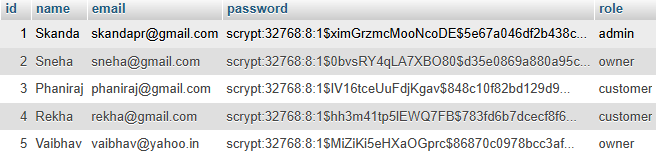 id name email password role
1 Skanda skandapr@gmail.com scrypt:32768:8:1$ximGrzmcMooNcoDE$5e67a046df2b438c... admin
2 Sneha sneha@gmail.com scrypt:32768:8:1$0bvsRY4qLA7XBO80$d35e0869a880a95c... owner
3 Phaniraj phaniraj@gmail.com scrypt:32768:8:1$IV16tceUuFdjKgav$848c10f82bd129d9... customer
4 Rekha rekha@gmail.com scrypt:32768:8:1$hh3m41tp5IEWQ7FB$783fd6b7dcecf8f6... customer
5 Vaibhav vaibhav@yahoo.in scrypt:32768:8:1$MiZiKi5eHXaOGprc$86870c0978bcc3af... owner